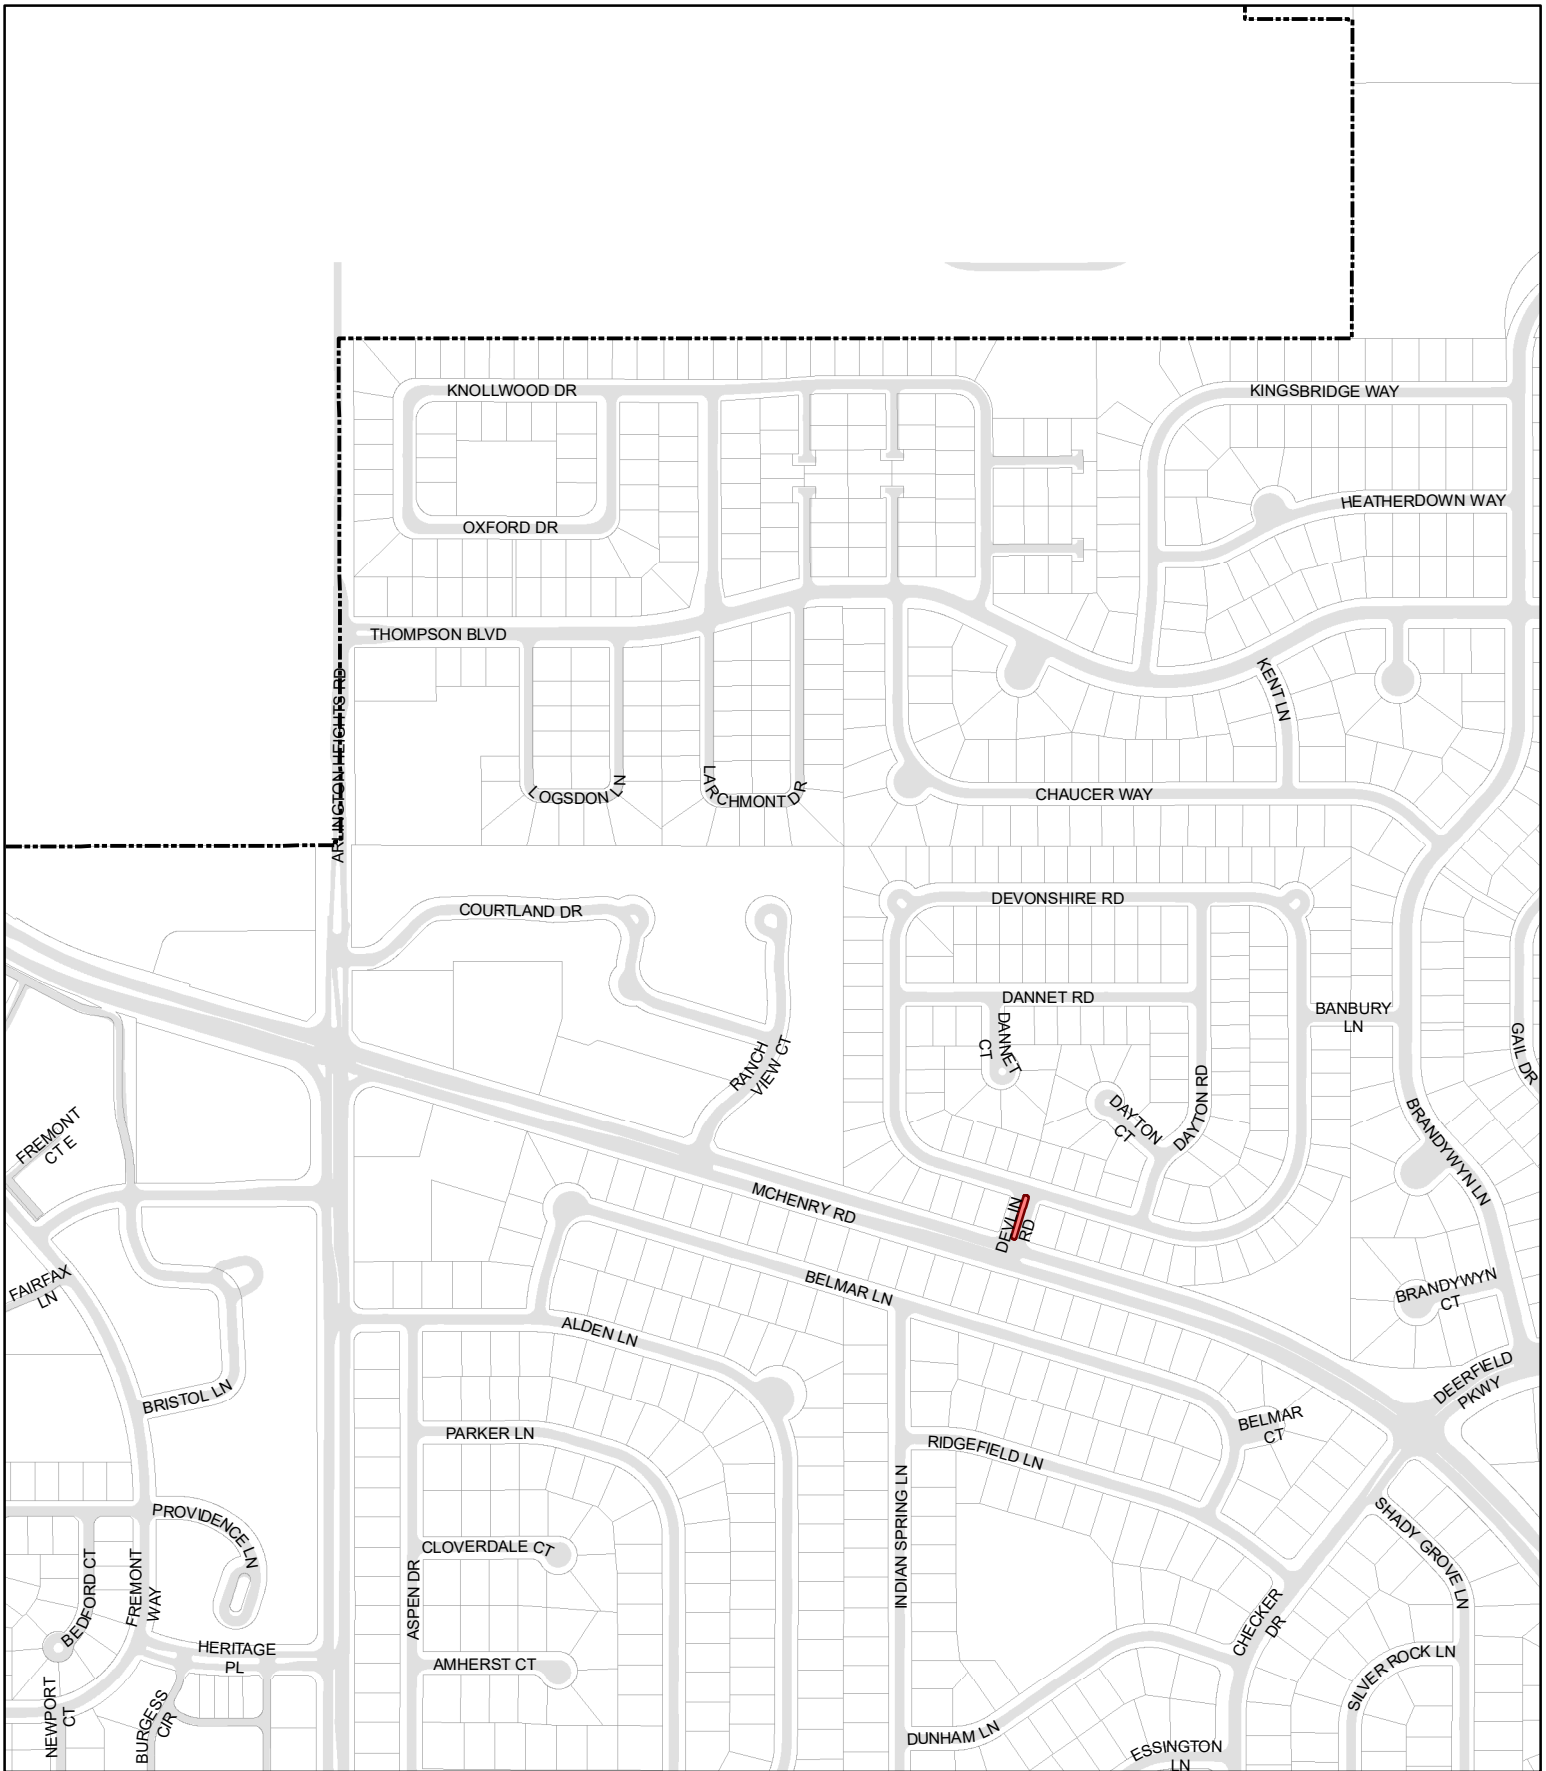 KNOLLWOOD DR
KINGSBRIDGE WAY
HEATHERDOWN WAY
OXFORD DR
THOMPSON BLVD
KENT LN
ARLINGTON HEIGHTS RD
LOGSDON LN
LARCHMONT DR
CHAUCER WAY
DEVONSHIRE RD
COURTLAND DR
DANNET RD
BANBURY
LN
DANNET
CT
GAIL DR
RANCH
VIEW CT
DAYTON
CT
DAYTON RD
FREMONT
CT E
BRANDYWYN LN
MCHENRY RD
DEVLIN
RD
FAIRFAX
LN
BELMAR LN
BRANDYWYN
CT
ALDEN LN
DEERFIELD
PKWY
BRISTOL LN
PARKER LN
BELMAR
CT
RIDGEFIELD LN
INDIAN SPRING LN
PROVIDENCE LN
SHADY GROVE LN
CLOVERDALE CT
BEDFORD CT
FREMONT
WAY
ASPEN DR
CHECKER
DR
HERITAGE
PL
AMHERST CT
SILVER ROCK LN
NEWPORT
CT
BURGESS
CIR
DUNHAM LN
ESSINGTON
LN